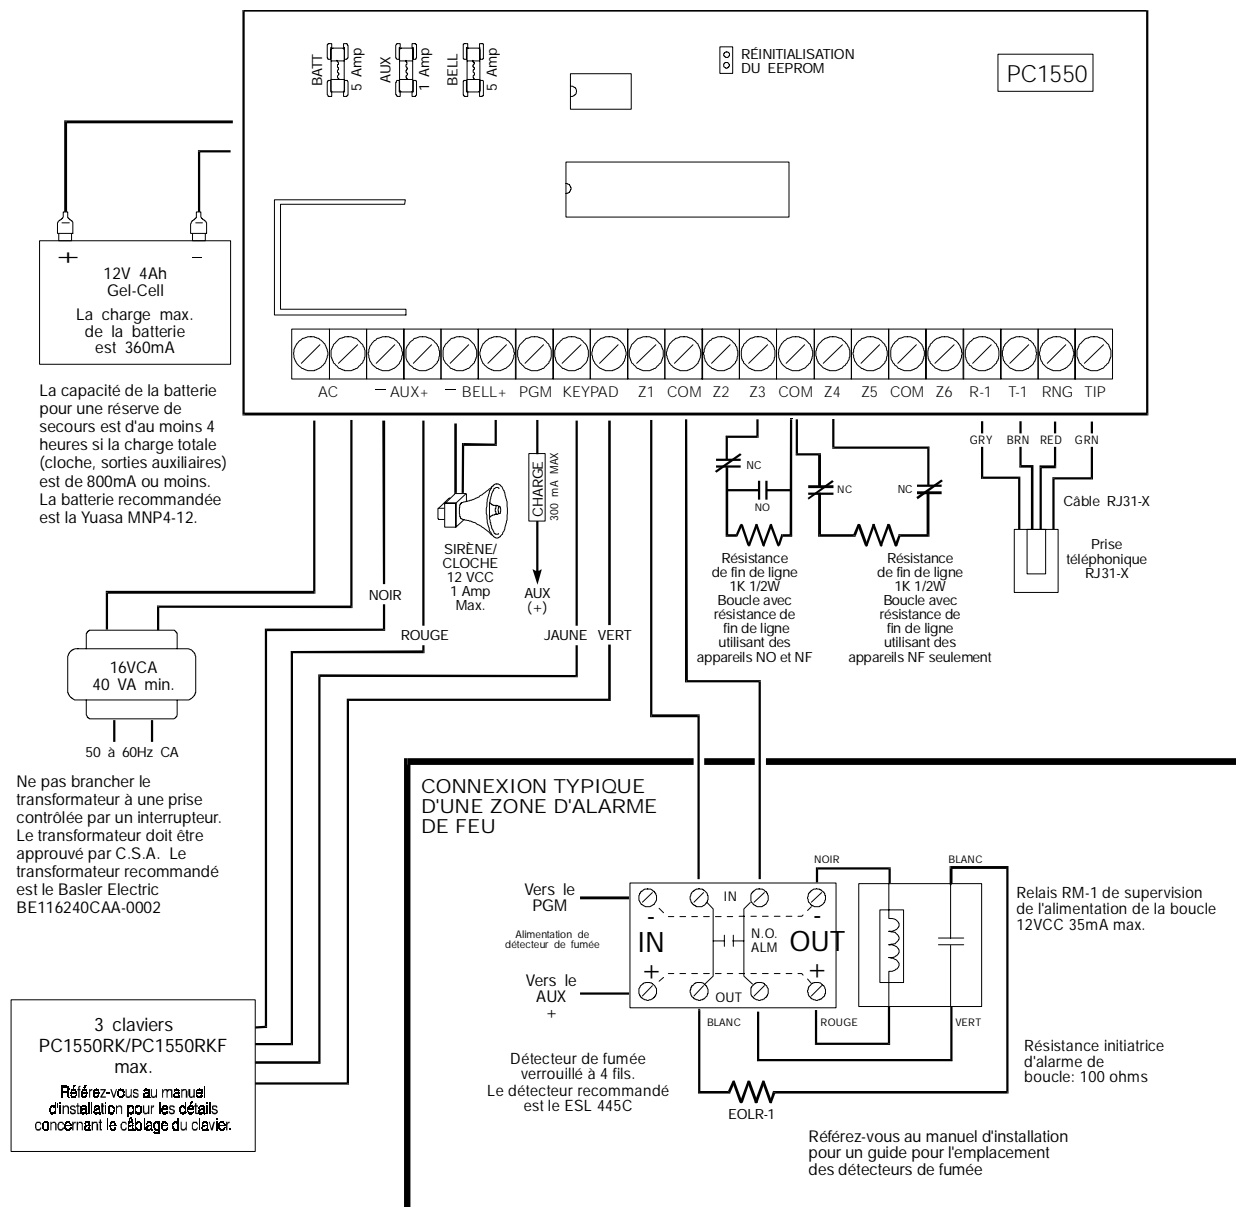 BATT
5 Amp
AUX
1 Amp
BELL
5 Amp
RÉINITIALISATION
DU EEPROM
PC1550
+
–
12V 4Ah
Gel-Cell
La charge max.
de la batterie
est 360mA
AC
– AUX+
– BELL+
PGM
KEYPAD
Z1
COM
Z2
Z3
COM
Z4
Z5
COM
Z6
R-1
T-1
RNG
TIP
La capacité de la batterie
pour une réserve de
secours est d'au moins 4
heures si la charge totale
(cloche, sorties auxiliaires)
est de 800mA ou moins.
La batterie recommandée
est la Yuasa MNP4-12.
SIRÈNE/
CLOCHE
12 VCC
1 Amp
Max.
CHARGE
300 mA MAX
AUX
(+)
NC
NO
NC
NC
Résistance
de fin de ligne
1K 1/2W
Boucle avec
résistance de
fin de ligne
utilisant des
appareils NO et NF
Résistance
de fin de ligne
1K 1/2W
Boucle avec
résistance de
fin de ligne
utilisant des
appareils NF seulement
GRY
BRN
RED
GRN
Câble RJ31-X
Prise
téléphonique
RJ31-X
NOIR
ROUGE
JAUNE
VERT
16VCA
40 VA min.
50 à 60Hz CA
Ne pas brancher le
transformateur à une prise
contrôlée par un interrupteur.
Le transformateur doit être
approuvé par C.S.A. Le
transformateur recommandé
est le Basler Electric
BE116240CAA-0002
3 claviers
PC1550RK/PC1550RKF
max.
Référez-vous au manuel
d'installation pour les détails
concernant le câblage du clavier.
CONNEXION TYPIQUE
D'UNE ZONE D'ALARME
DE FEU
Vers le
PGM
Alimentation de
détecteur de fumée
Vers le
AUX
+
IN
-
-
IN
N.O.
ALM
OUT
+
+
OUT
NOIR
BLANC
BLANC
ROUGE
VERT
Relais RM-1 de supervision
de l'alimentation de la boucle
12VCC 35mA max.
Détecteur de fumée
verrouillé à 4 fils.
Le détecteur recommandé
est le ESL 445C
EOLR-1
Résistance initiatrice
d'alarme de
boucle: 100 ohms
Référez-vous au manuel d'installation
pour un guide pour l'emplacement
des détecteurs de fumée